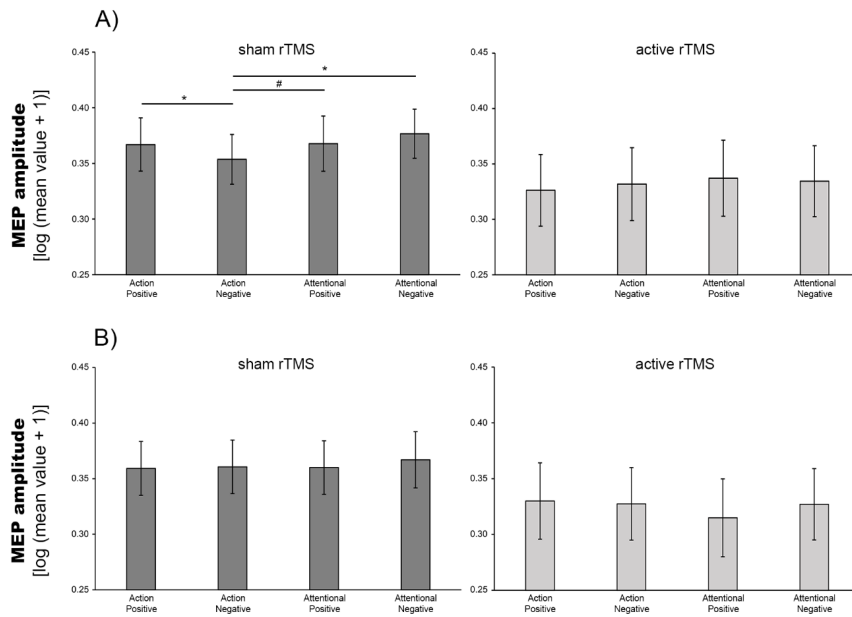 A)
sham rTMS
active rTMS
MEP amplitude
[log (mean value + 1)]
0.45
0.40
0.35
0.30
0.25
*
#
*
Action
Positive
Action
Negative
Attentional
Positive
Attentional
Negative
0.45
0.40
0.35
0.30
0.25
Action
Positive
Action
Negative
Attentional
Positive
Attentional
Negative
B)
sham rTMS
active rTMS
MEP amplitude
[log (mean value + 1)]
0.45
0.40
0.35
0.30
0.25
Action
Positive
Action
Negative
Attentional
Positive
Attentional
Negative
0.45
0.40
0.35
0.30
0.25
Action
Positive
Action
Negative
Attentional
Positive
Attentional
Negative